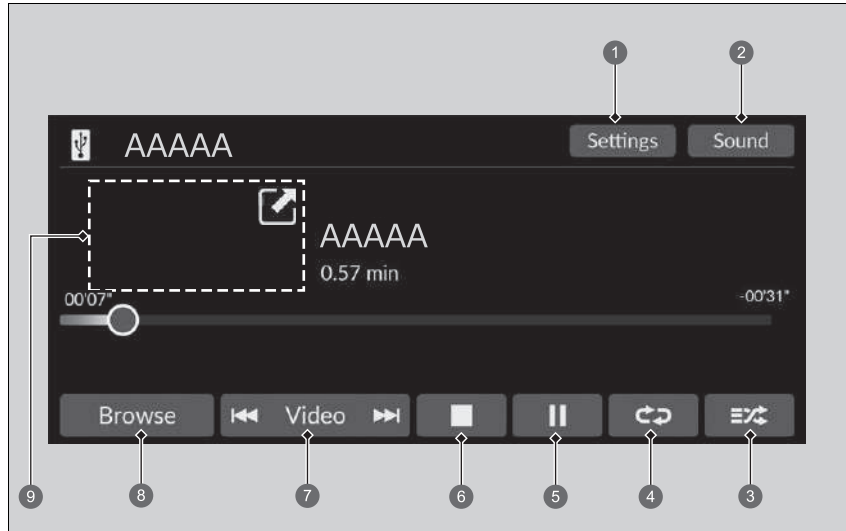 1 2
AAAAA Settings Sound
9
AAAAA
0.57 min
00'07" -00'31"
Browse Video
8 7 6 5 4 3